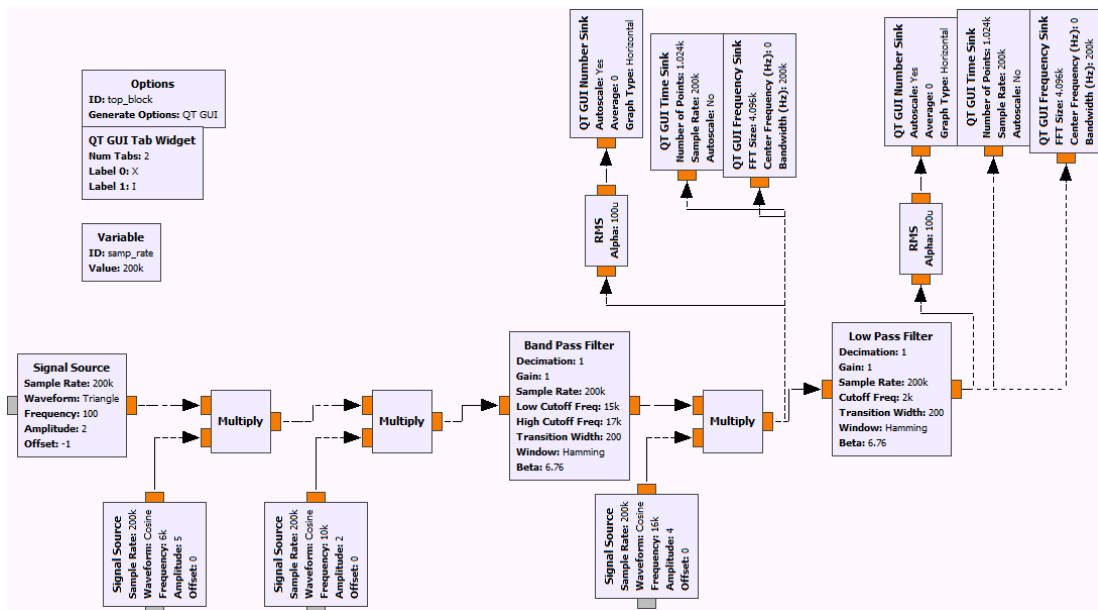 Options
ID: top_block
Generate Options: QT GUI
QT GUI Tab Widget
Num Tabs: 2
Label 0: X
Label 1: I
Variable
ID: samp_rate
Value: 200k
QT GUI Number Sink
Autoscale: Yes
Average: 0
Graph Type: Horizontal
QT GUI Time Sink
Number of Points: 1.024k
Sample Rate: 200k
Autoscale: No
QT GUI Frequency Sink
FFT Size: 4.096k
Center Frequency (Hz): 0
Bandwidth (Hz): 200k
RMS
Alpha: 100u
QT GUI Number Sink
Autoscale: Yes
Average: 0
Graph Type: Horizontal
QT GUI Time Sink
Number of Points: 1.024k
Sample Rate: 200k
Autoscale: No
QT GUI Frequency Sink
FFT Size: 4.096k
Center Frequency (Hz): 0
Bandwidth (Hz): 200k
RMS
Alpha: 100u
Signal Source
Sample Rate: 200k
Waveform: Triangle
Frequency: 100
Amplitude: 2
Offset: -1
Multiply
Multiply
Band Pass Filter
Decimation: 1
Gain: 1
Sample Rate: 200k
Low Cutoff Freq: 15k
High Cutoff Freq: 17k
Transition Width: 200
Window: Hamming
Beta: 6.76
Multiply
Low Pass Filter
Decimation: 1
Gain: 1
Sample Rate: 200k
Cutoff Freq: 2k
Transition Width: 200
Window: Hamming
Beta: 6.76
Signal Source
Sample Rate: 200k
Waveform: Cosine
Frequency: 6k
Amplitude: 5
Offset: 0
Signal Source
Sample Rate: 200k
Waveform: Cosine
Frequency: 10k
Amplitude: 2
Offset: 0
Signal Source
Sample Rate: 200k
Waveform: Cosine
Frequency: 16k
Amplitude: 4
Offset: 0